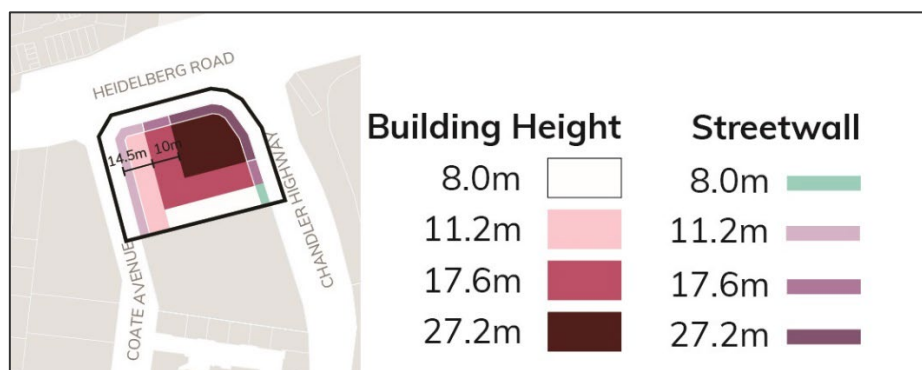 HEIDELBERG ROAD
14.5m
10m
COATE AVENUE
CHANDLER HIGHWAY
Building Height
8.0m
11.2m
17.6m
27.2m
Streetwall
8.0m
11.2m
17.6m
27.2m